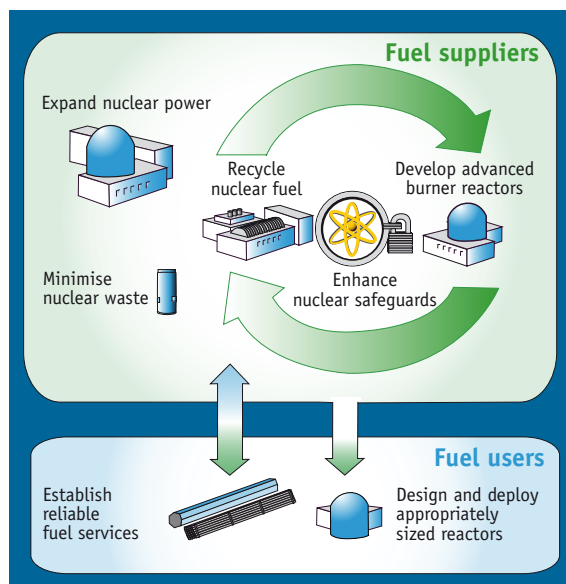 Fuel suppliers
Expand nuclear power
Recycle
nuclear fuel
Develop advanced
burner reactors
Minimise
nuclear waste
Enhance
nuclear safeguards
Fuel users
Establish
reliable
fuel services
Design and deploy
appropriately
sized reactors